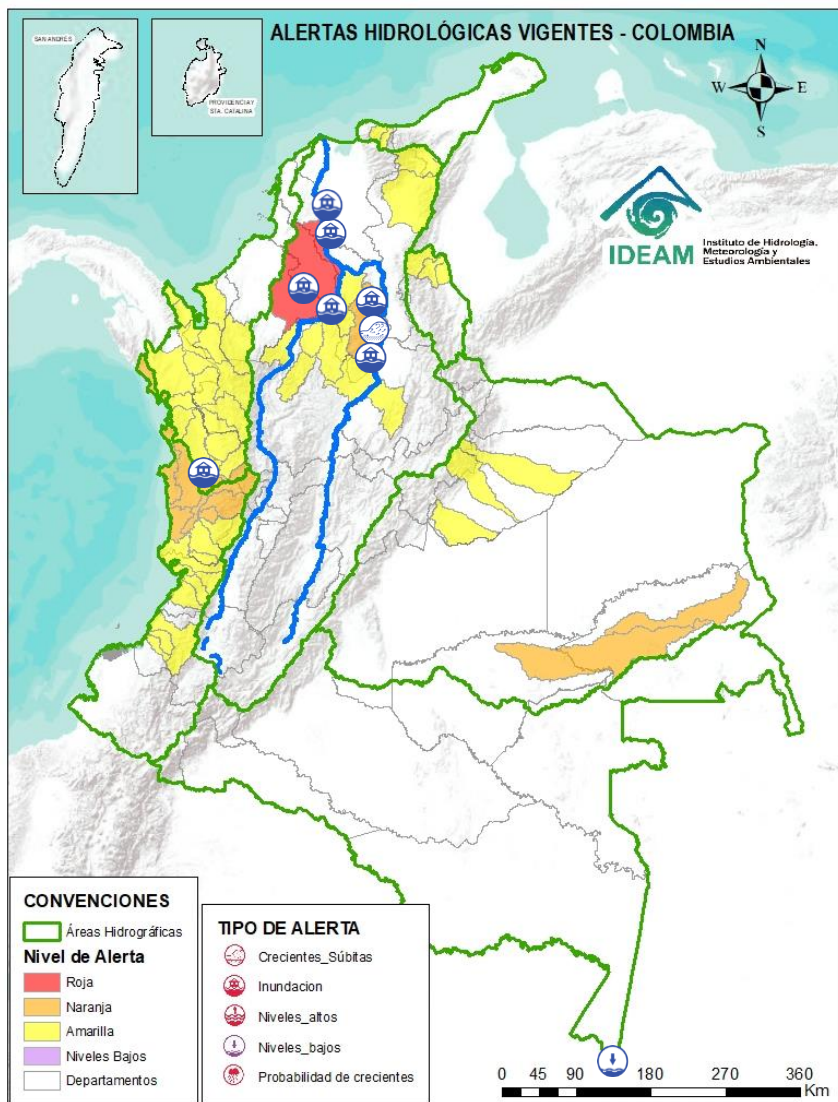 SAN ANDRÉS
PROVIDENCIA Y
STA. CATALINA
ALERTAS HIDROLÓGICAS VIGENTES - COLOMBIA
N
W
E
S
IDEAM
Instituto de Hidrología,
Meteorología y
Estudios Ambientales
CONVENCIONES
Áreas Hidrográficas
Nivel de Alerta
Roja
Naranja
Amarilla
Niveles Bajos
Departamentos
TIPO DE ALERTA
Crecientes_Súbitas
Inundacion
Niveles_altos
Niveles_bajos
Probabilidad de crecientes
0 45 90 180 270 360
Km